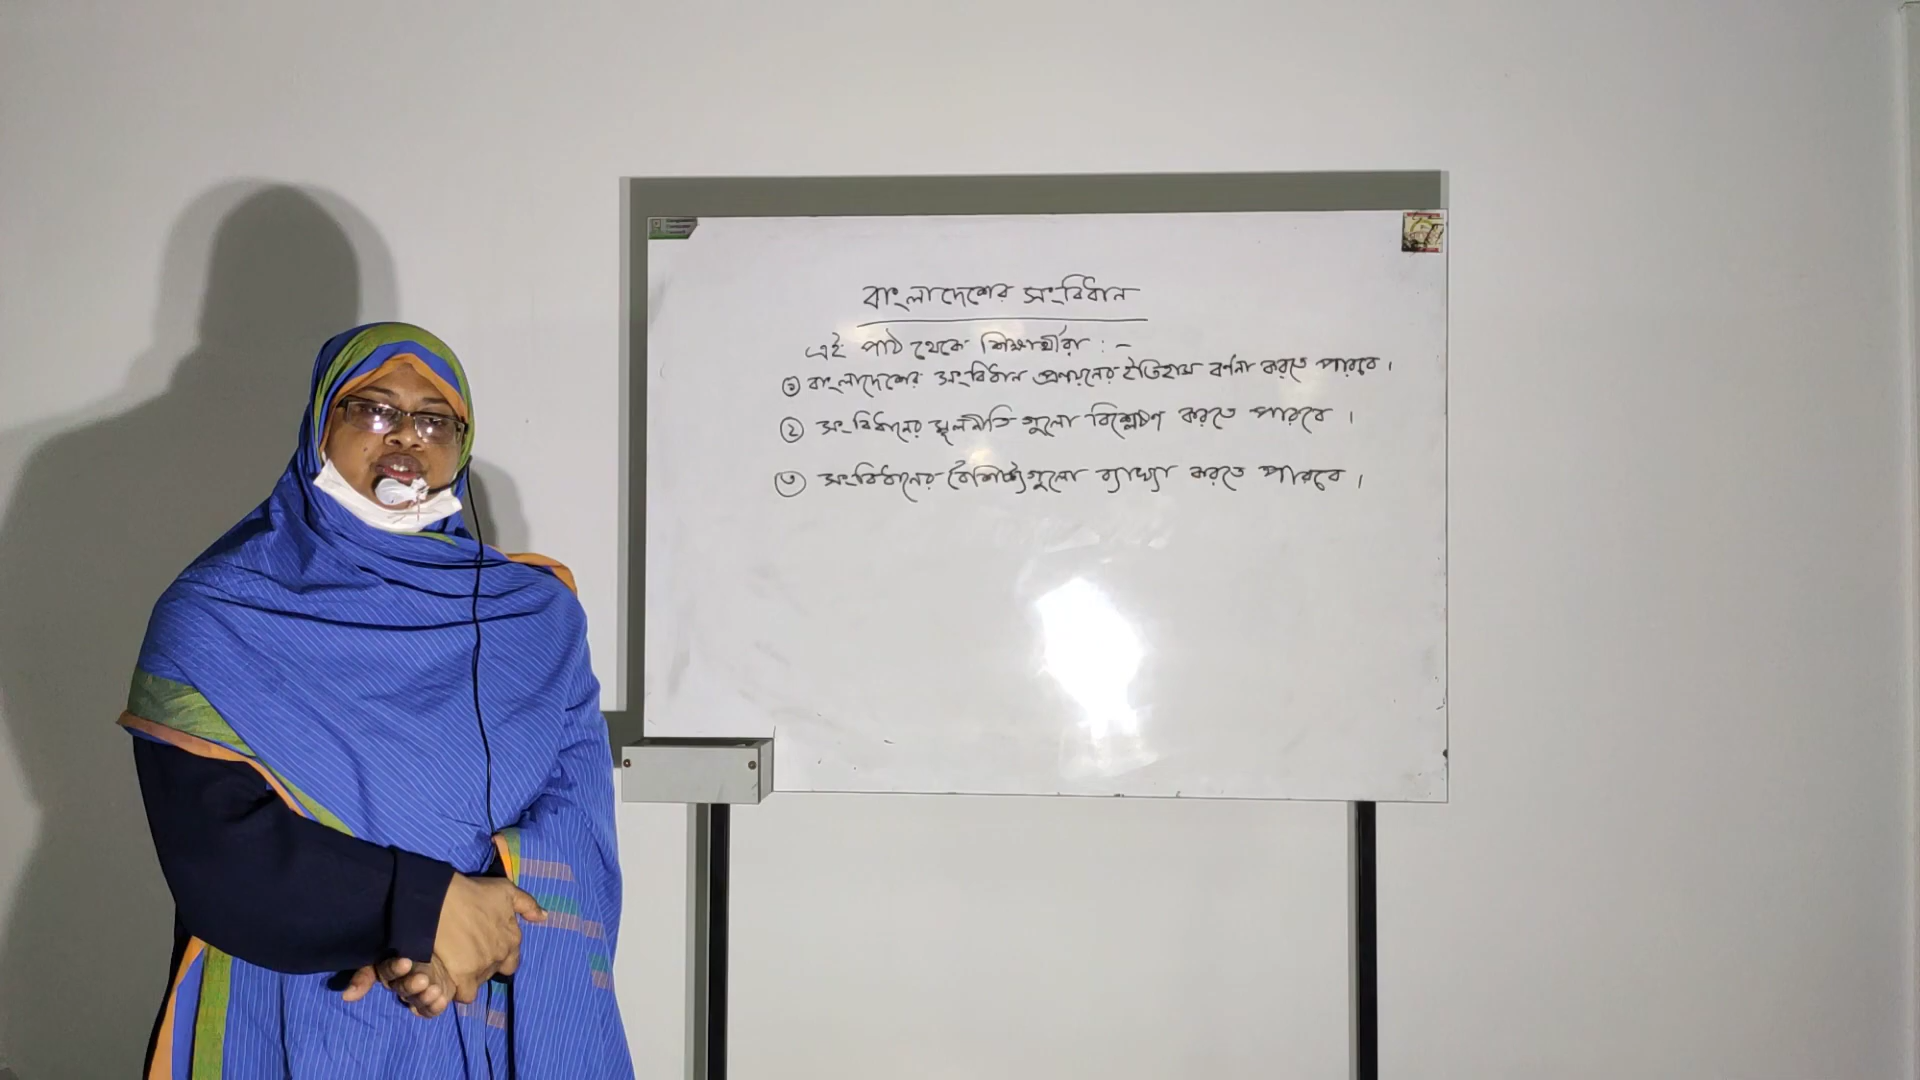 বাংলাদেশের সংবিধান
এই পাঠ থেকে শিক্ষার্থীরা :-
১ বাংলাদেশের সংবিধান প্রণয়নের ইতিহাস বর্ণনা করতে পারবে।
২ সংবিধানের মূলনীতি গুলো বিশ্লেষণ করতে পারবে।
৩ সংবিধানের বৈশিষ্ট্যগুলো ব্যাখ্যা করতে পারবে।